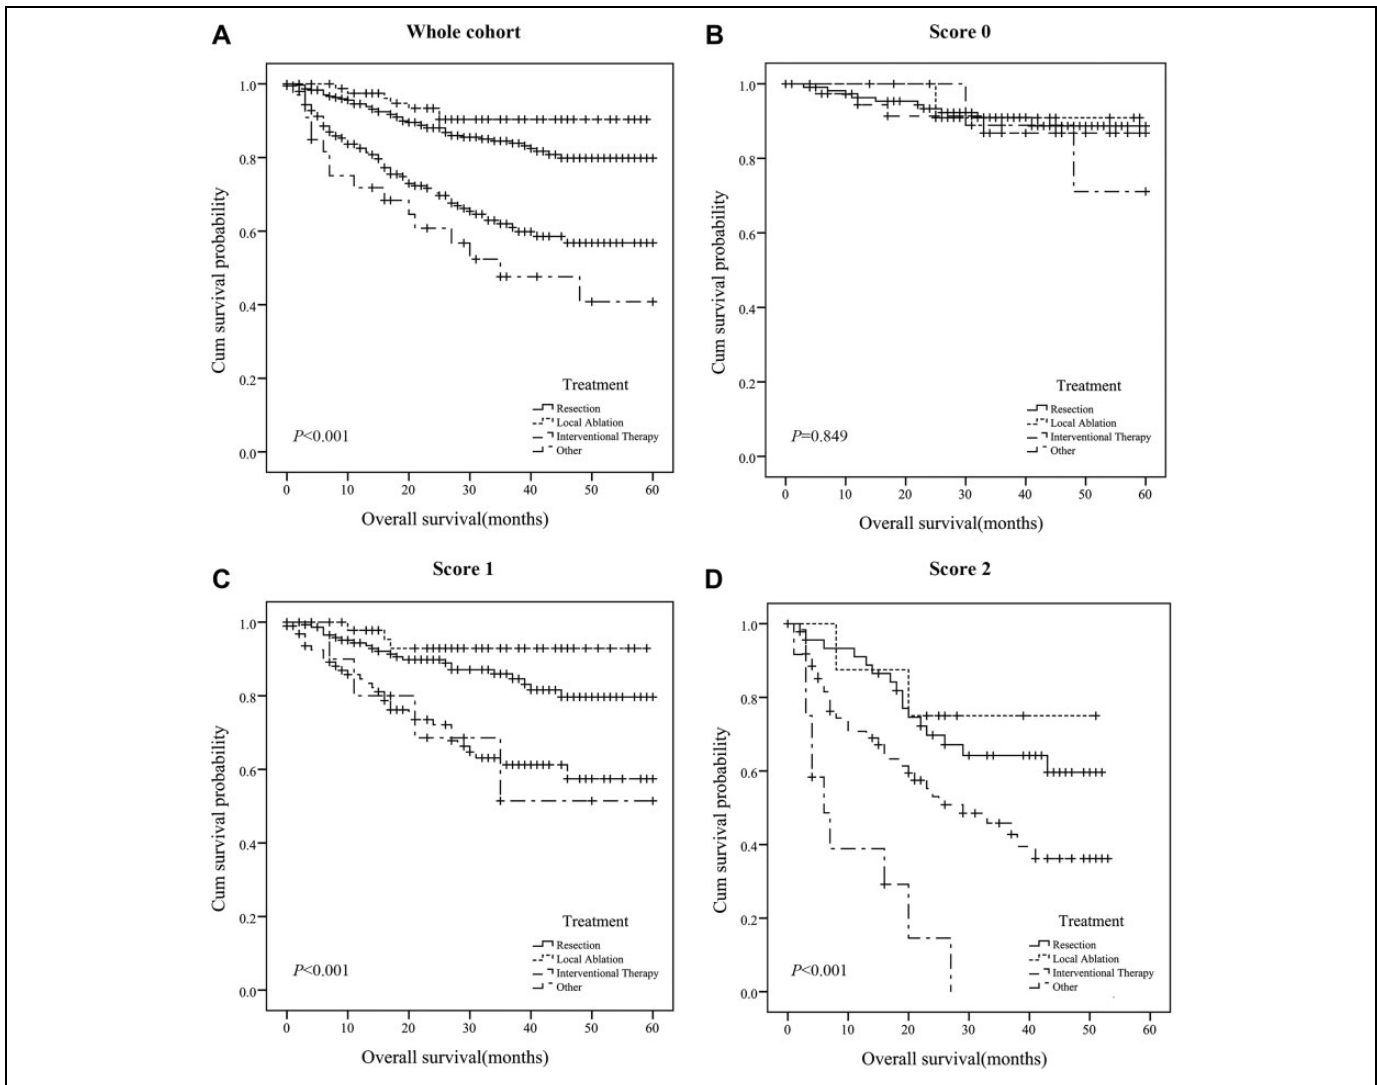 A
Whole cohort
Cum survival probability
1.0
0.8
0.6
0.4
0.2
0.0
Treatment
Resection
Local Ablation
Interventional Therapy
Other
P<0.001
0 10 20 30 40 50 60
Overall survival(months)
B
Score 0
Cum survival probability
1.0
0.8
0.6
0.4
0.2
0.0
Treatment
Resection
Local Ablation
Interventional Therapy
Other
P=0.849
0 10 20 30 40 50 60
Overall survival(months)
C
Score 1
Cum survival probability
1.0
0.8
0.6
0.4
0.2
0.0
Treatment
Resection
Local Ablation
Interventional Therapy
Other
P<0.001
0 10 20 30 40 50 60
Overall survival(months)
D
Score 2
Cum survival probability
1.0
0.8
0.6
0.4
0.2
0.0
Treatment
Resection
Local Ablation
Interventional Therapy
Other
P<0.001
0 10 20 30 40 50 60
Overall survival(months)